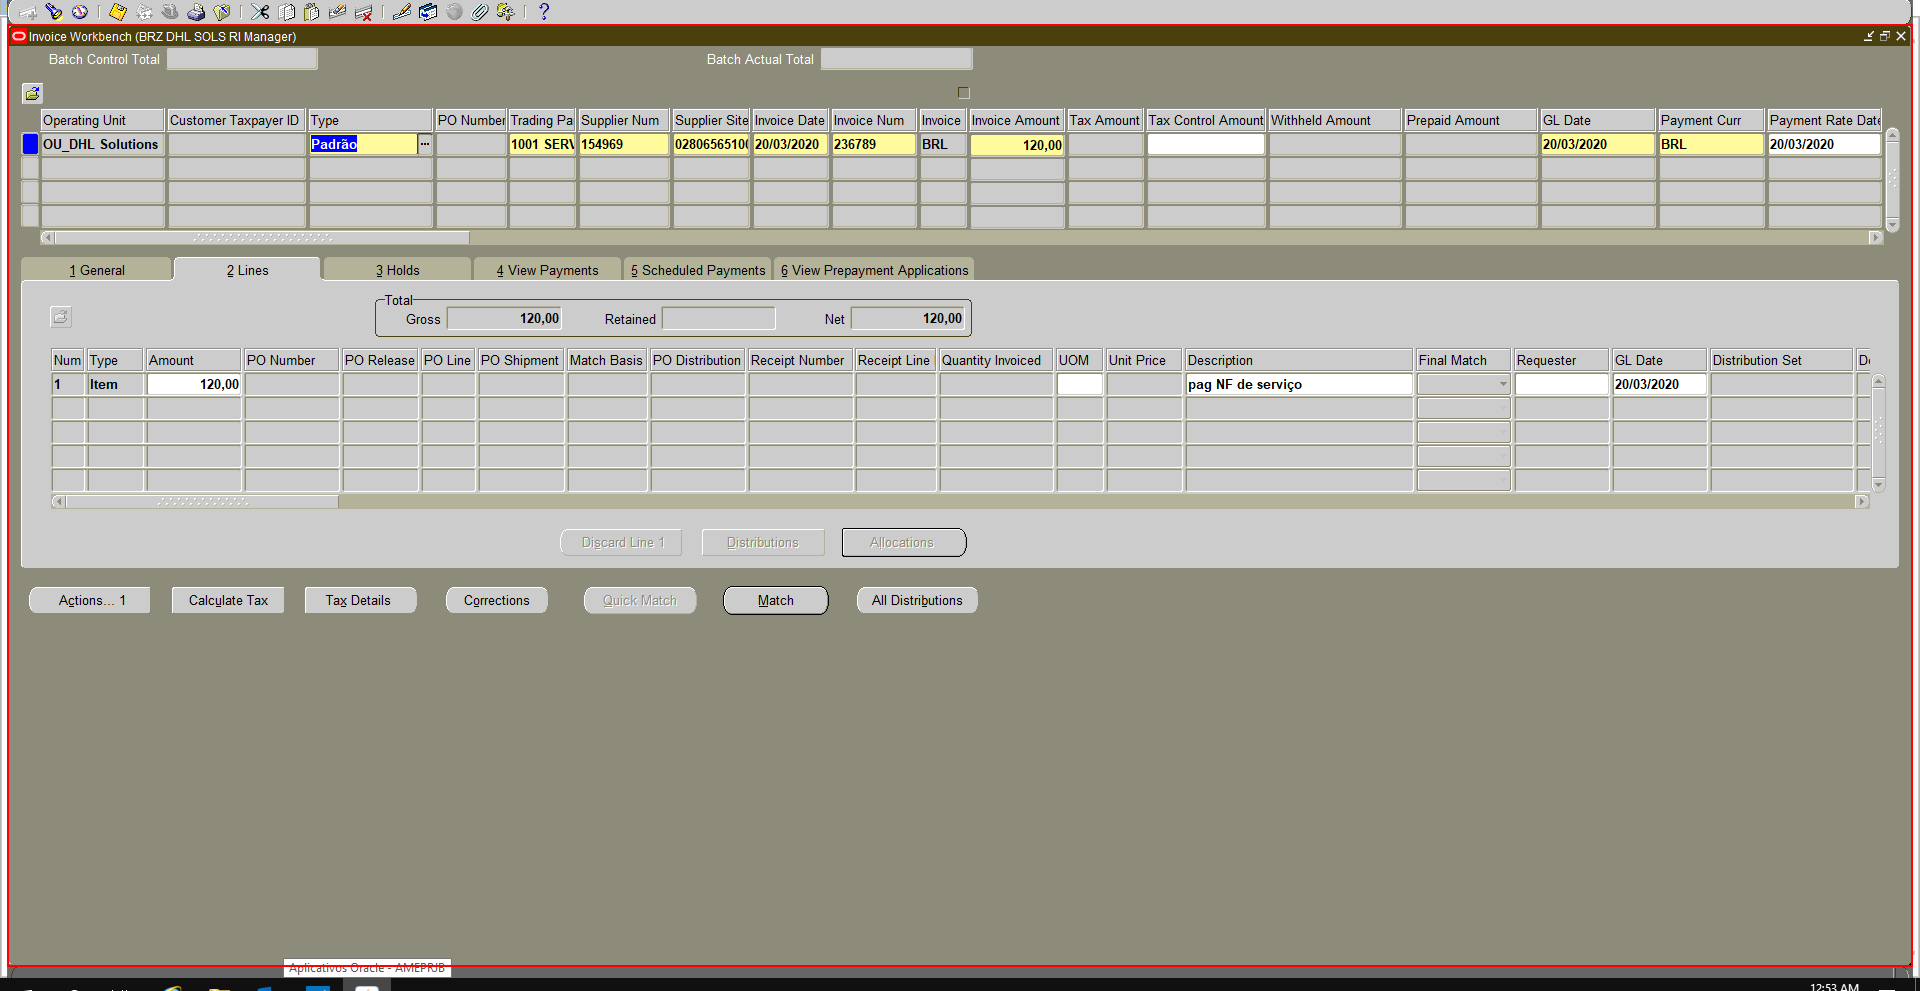 Invoice Workbench (BRZ DHL SOLS RI Manager)
Batch Control Total
Batch Actual Total
Operating Unit Customer Taxpayer ID Type PO Number Trading Pa Supplier Num Supplier Site Invoice Date Invoice Num Invoice Invoice Amount Tax Amount Tax Control Amount Withheld Amount Prepaid Amount GL Date Payment Curr Payment Rate Date
OU_DHL Solutions Padrão ... 1001 SERV 154969 02806565100 20/03/2020 236789 BRL 120,00 20/03/2020 BRL 20/03/2020
1 General 2 Lines 3 Holds 4 View Payments 5 Scheduled Payments 6 View Prepayment Applications
Total
Gross 120,00 Retained Net 120,00
Num Type Amount PO Number PO Release PO Line PO Shipment Match Basis PO Distribution Receipt Number Receipt Line Quantity Invoiced UOM Unit Price Description Final Match Requester GL Date Distribution Set De
1 Item 120,00 pag NF de serviço 20/03/2020
Discard Line 1 Distributions Allocations
Actions... 1 Calculate Tax Tax Details Corrections Quick Match Match All Distributions
Aplicativos Oracle - AMEPRJB
12:53 AM